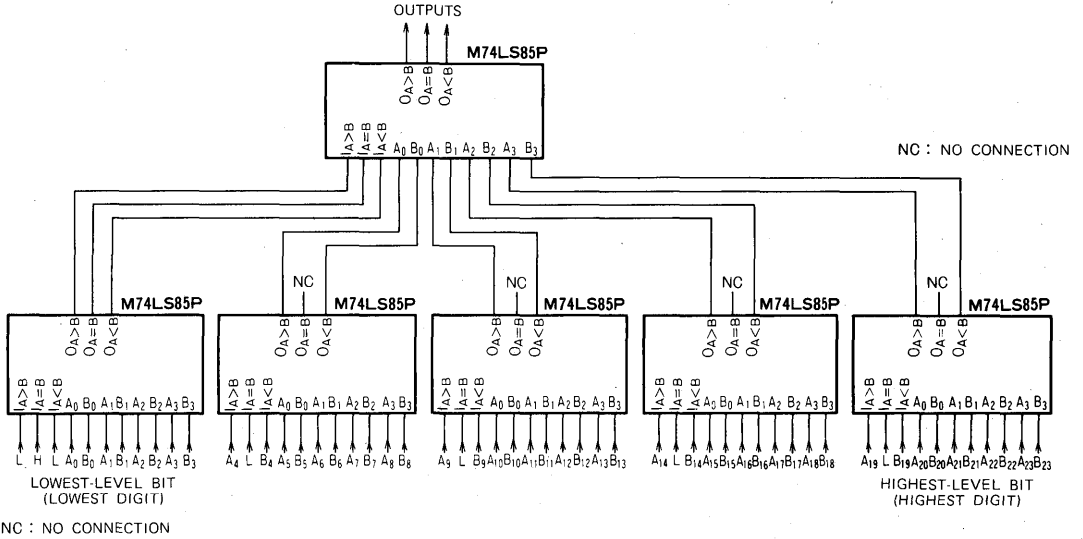 OUTPUTS
M74LS85P
OA>B OA=B OA<B
IA>B IA=B IA<B A0 B0 A1 B1 A2 B2 A3 B3
NC : NO CONNECTION
NC NC NC NC
M74LS85P M74LS85P M74LS85P M74LS85P M74LS85P
OA>B OA=B OA<B OA>B OA=B OA<B OA>B OA=B OA<B OA>B OA=B OA<B OA>B OA=B OA<B
IA>B IA=B IA<B A0 B0 A1 B1 A2 B2 A3 B3 IA>B IA=B IA<B A0 B0 A1 B1 A2 B2 A3 B3 IA>B IA=B IA<B A0 B0 A1 B1 A2 B2 A3 B3 IA>B IA=B IA<B A0 B0 A1 B1 A2 B2 A3 B3 IA>B IA=B IA<B A0 B0 A1 B1 A2 B2 A3 B3
L H L A0 B0 A1 B1 A2 B2 A3 B3 A4 L B4 A5 B5 A6 B6 A7 B7 A8 B8 A9 L B9 A10 B10 A11 B11 A12 B12 A13 B13 A14 L B14 A15 B15 A16 B16 A17 B17 A18 B18 A19 L B19 A20 B20 A21 B21 A22 B22 A23 B23
LOWEST-LEVEL BIT
(LOWEST DIGIT)
HIGHEST-LEVEL BIT
(HIGHEST DIGIT)
NC : NO CONNECTION